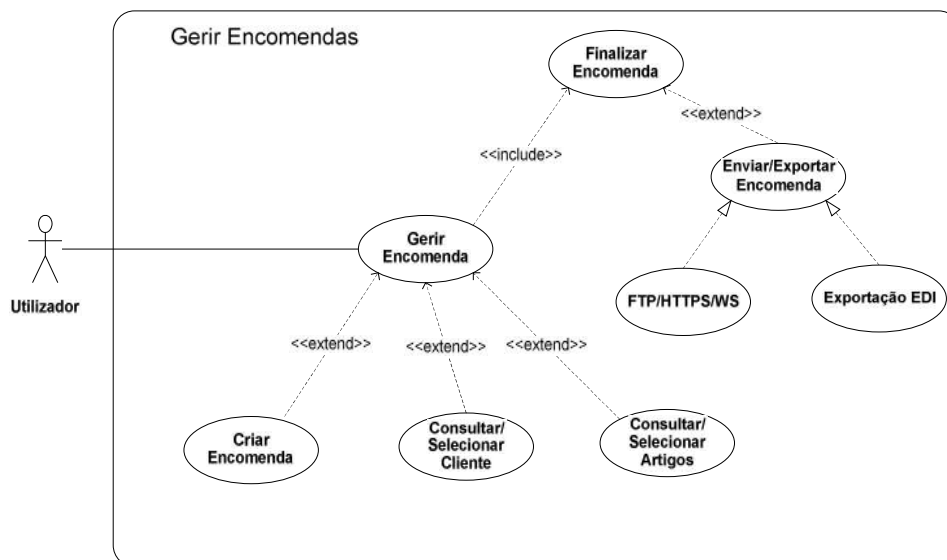 Gerir Encomendas
Finalizar
Encomenda
<<extend>>
<<include>>
Enviar/Exportar
Encomenda
Gerir
Encomenda
Utilizador
FTP/HTTPS/WS
Exportação EDI
<<extend>>
<<extend>>
<<extend>>
Criar
Encomenda
Consultar/
Selecionar
Cliente
Consultar/
Selecionar
Artigos